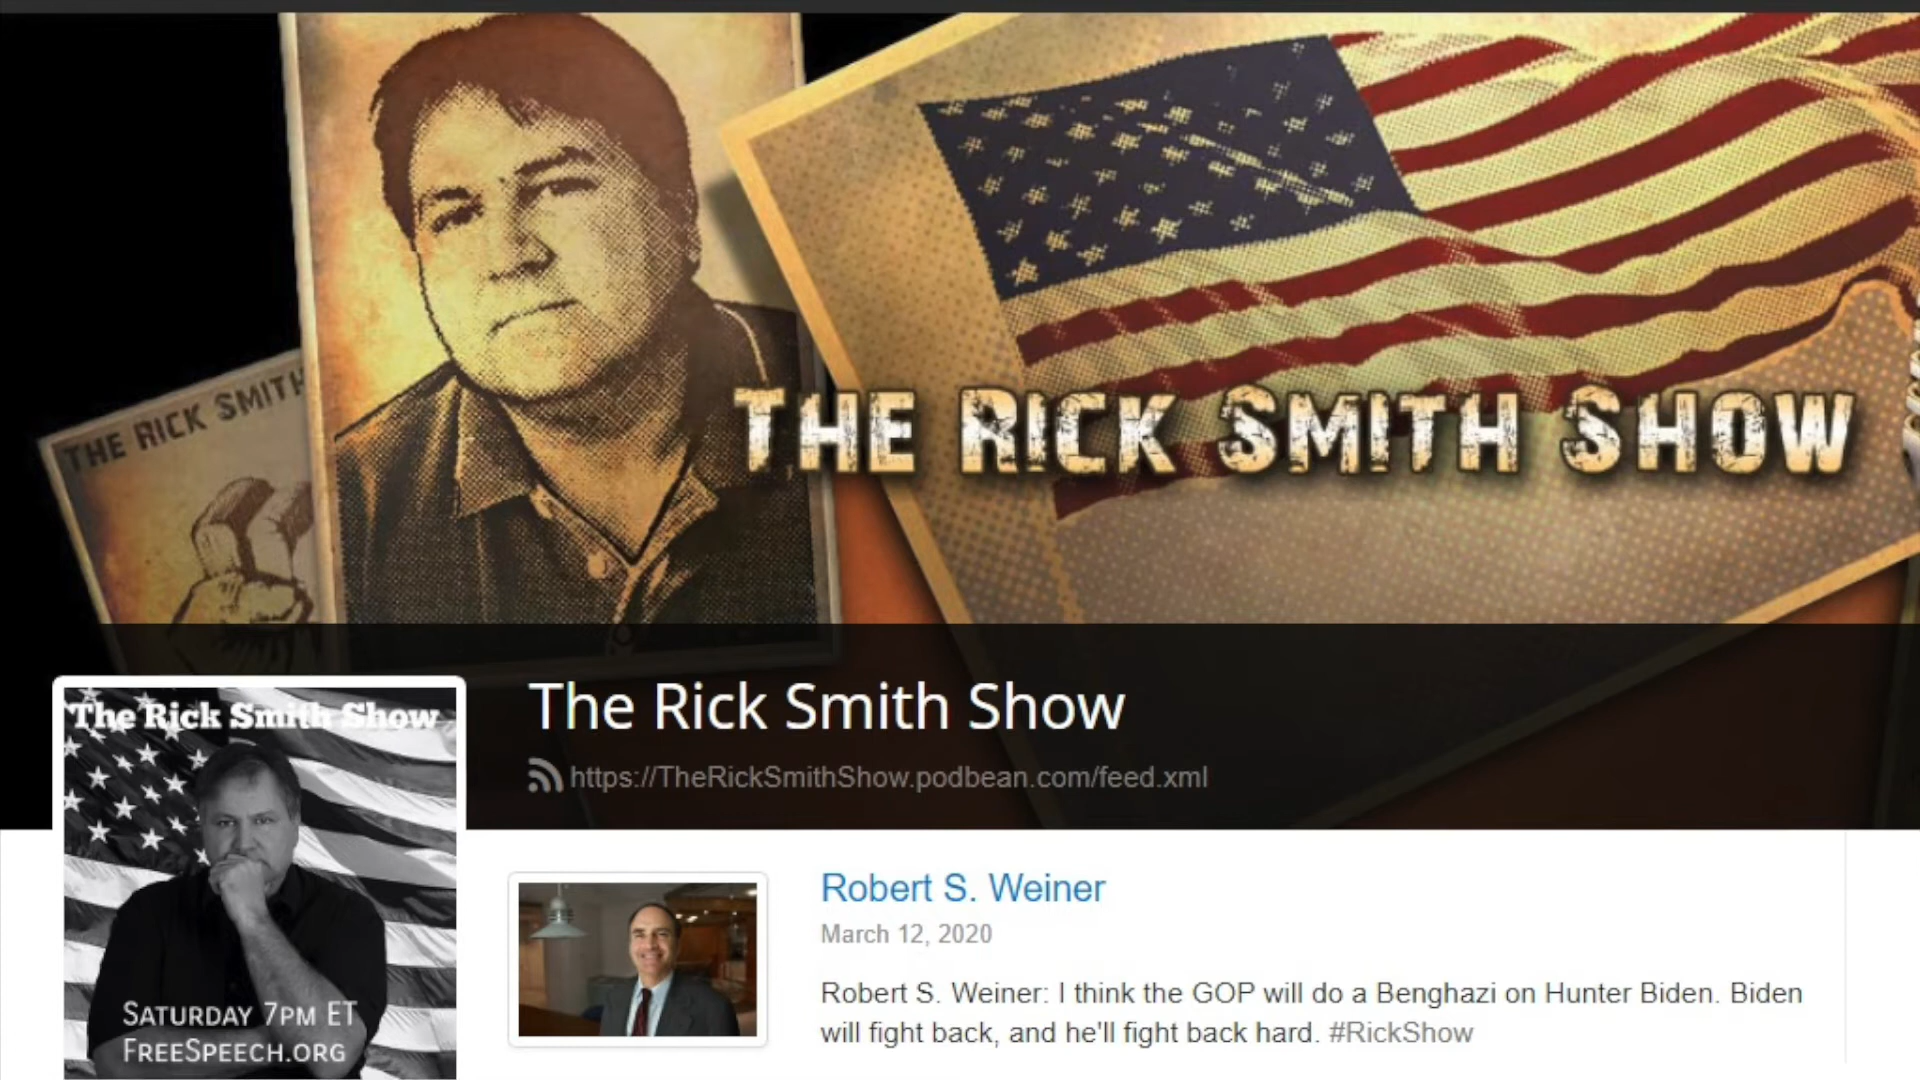 THE RICK SMITH
THE RICK SMITH SHOW
The Rick Smith Show
SATURDAY 7PM ET
FREESPEECH.ORG
The Rick Smith Show
https://TheRickSmithShow.podbean.com/feed.xml
Robert S. Weiner
March 12, 2020
Robert S. Weiner: I think the GOP will do a Benghazi on Hunter Biden. Biden
will fight back, and he'll fight back hard. #RickShow